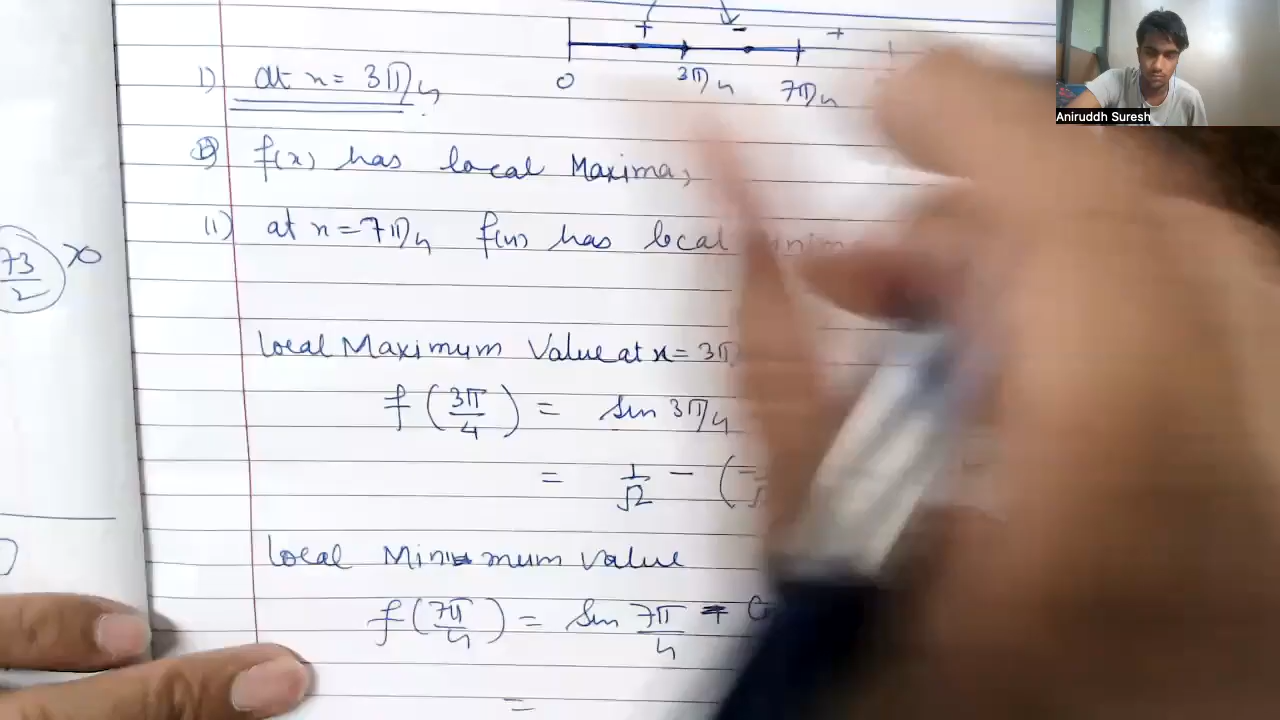 + - +
0 3π/4 7π/4
Aniruddh Suresh
1) at x = 3π/4
f(x) has local Maxima,
11) at x = 7π/4 f(x) has local
73/2
Local Maximum Value at x = 3π
f(3π/4) = sin 3π/4
= 1/√2 - (
Local Minimum Value
f(7π/4) = Sin 7π/4
=